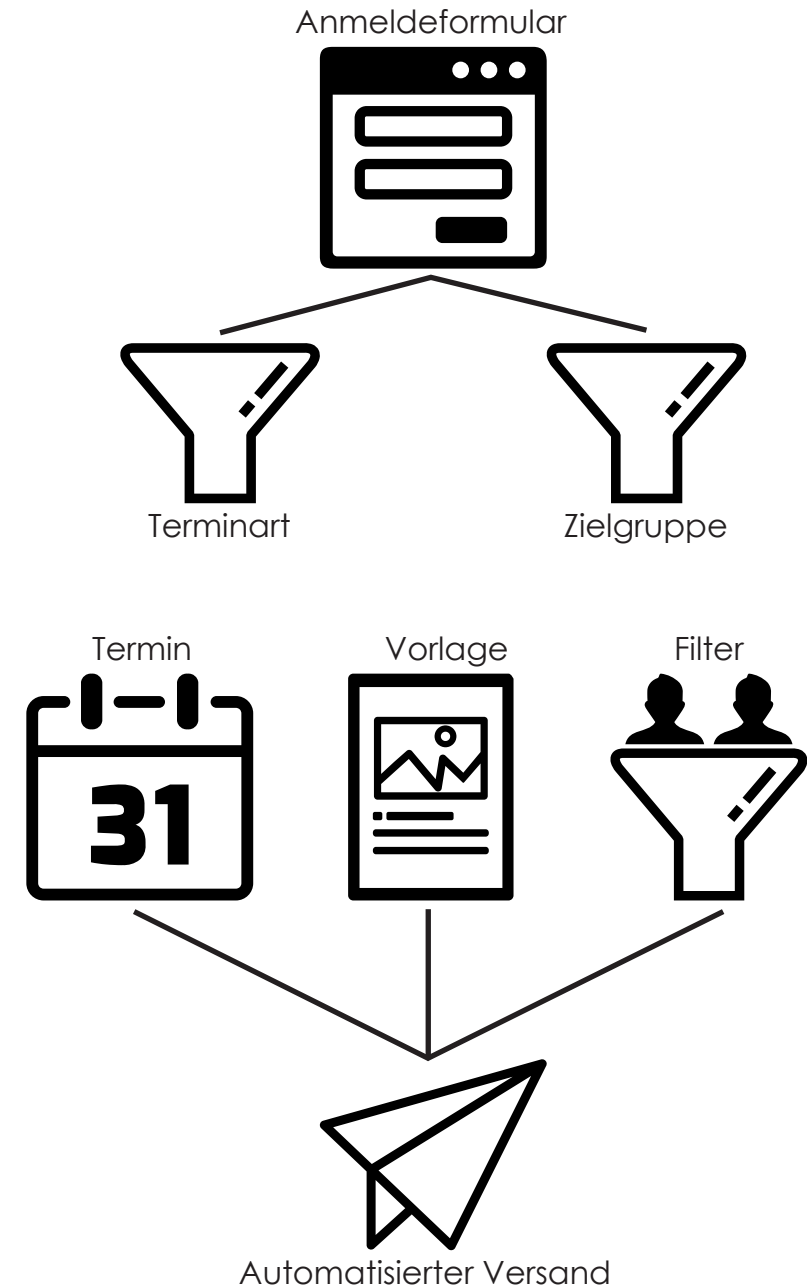 Anmeldeformular
Terminart
Zielgruppe
Termin
Vorlage
Filter
31
Automatisierter Versand